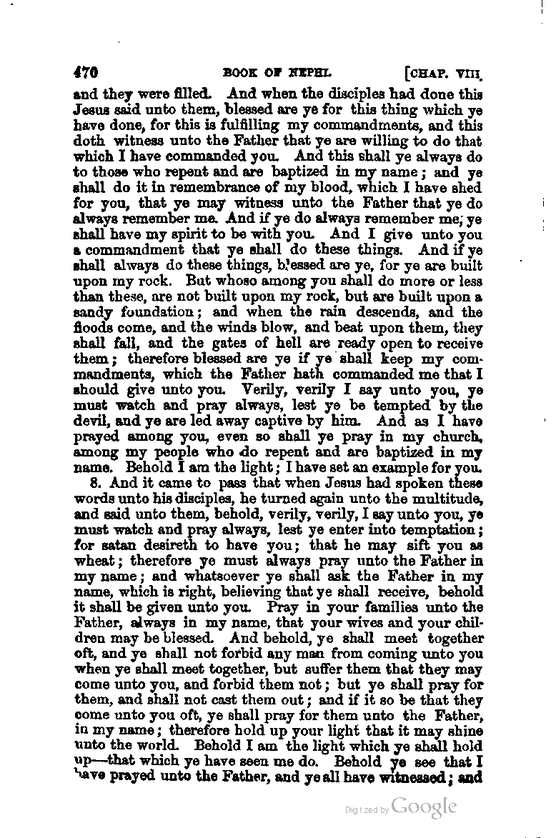 470 BOOK OF NEPHI. [CHAP. VIII.
and they were filled. And when the disciples had done this
Jesus said unto them, blessed are ye for this thing which ye
have done, for this is fulfilling my commandments, and this
doth witness unto the Father that ye are willing to do that
which I have commanded you. And this shall ye always do
to those who repent and are baptized in my name; and ye
shall do it in remembrance of my blood, which I have shed
for you, that ye may witness unto the Father that ye do
always remember me. And if ye do always remember me, ye
shall have my spirit to be with you. And I give unto you
a commandment that ye shall do these things. And if ye
shall always do these things, blessed are ye, for ye are built
upon my rock. But whoso among you shall do more or less
than these, are not built upon my rock, but are built upon a
sandy foundation; and when the rain descends, and the
floods come, and the winds blow, and beat upon them, they
shall fall, and the gates of hell are ready open to receive
them; therefore blessed are ye if ye shall keep my com-
mandments, which the Father hath commanded me that I
should give unto you. Verily, verily I say unto you, ye
must watch and pray always, lest ye be tempted by the
devil, and ye are led away captive by him. And as I have
prayed among you, even so shall ye pray in my church,
among my people who do repent and are baptized in my
name. Behold I am the light; I have set an example for you.
8. And it came to pass that when Jesus had spoken these
words unto his disciples, he turned again unto the multitude,
and said unto them, behold, verily, verily, I say unto you, ye
must watch and pray always, lest ye enter into temptation;
for satan desireth to have you; that he may sift you as
wheat; therefore ye must always pray unto the Father in
my name; and whatsoever ye shall ask the Father in my
name, which is right, believing that ye shall receive, behold
it shall be given unto you. Pray in your families unto the
Father, always in my name, that your wives and your chil-
dren may be blessed. And behold, ye shall meet together
oft, and ye shall not forbid any man from coming unto you
when ye shall meet together, but suffer them that they may
come unto you, and forbid them not; but ye shall pray for
them, and shall not cast them out; and if it so be that they
come unto you oft, ye shall pray for them unto the Father,
in my name; therefore hold up your light that it may shine
unto the world. Behold I am the light which ye shall hold
up—that which ye have seen me do. Behold ye see that I
have prayed unto the Father, and ye all have witnessed; and
Digitized by Google